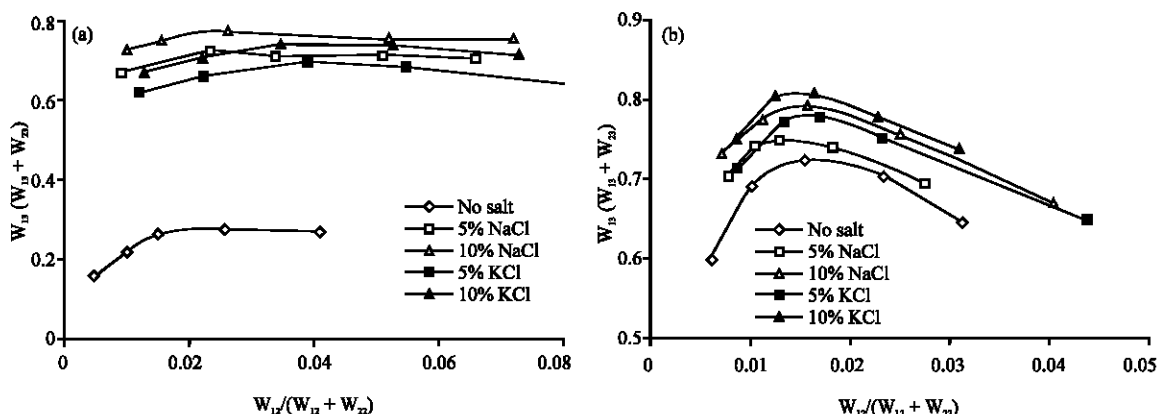 (a)
0.8
0.6
0.4
0.2
0
W₁₃ (W₁₃ + W₂₃)
No salt
5% NaCl
10% NaCl
5% KCl
10% KCl
0 0.02 0.04 0.06 0.08
W₁₂/(W₁₂ + W₂₂)
(b)
0.9
0.8
0.7
0.6
0.5
W₁₃ (W₁₃ + W₂₃)
No salt
5% NaCl
10% NaCl
5% KCl
10% KCl
0 0.01 0.02 0.03 0.04 0.05